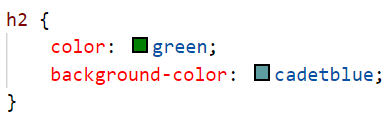 h2 {
color: green;
background-color: cadetblue;
}